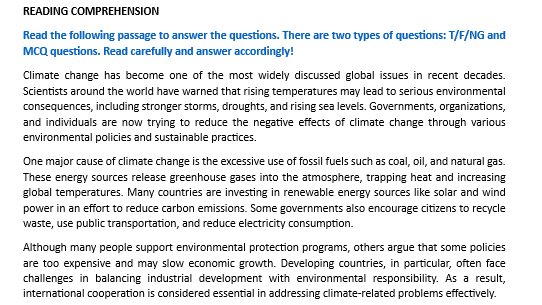 READING COMPREHENSION
Read the following passage to answer the questions. There are two types of questions: T/F/NG and
MCQ questions. Read carefully and answer accordingly!
Climate change has become one of the most widely discussed global issues in recent decades.
Scientists around the world have warned that rising temperatures may lead to serious environmental
consequences, including stronger storms, droughts, and rising sea levels. Governments, organizations,
and individuals are now trying to reduce the negative effects of climate change through various
environmental policies and sustainable practices.
One major cause of climate change is the excessive use of fossil fuels such as coal, oil, and natural gas.
These energy sources release greenhouse gases into the atmosphere, trapping heat and increasing
global temperatures. Many countries are investing in renewable energy sources like solar and wind
power in an effort to reduce carbon emissions. Some governments also encourage citizens to recycle
waste, use public transportation, and reduce electricity consumption.
Although many people support environmental protection programs, others argue that some policies
are too expensive and may slow economic growth. Developing countries, in particular, often face
challenges in balancing industrial development with environmental responsibility. As a result,
international cooperation is considered essential in addressing climate-related problems effectively.